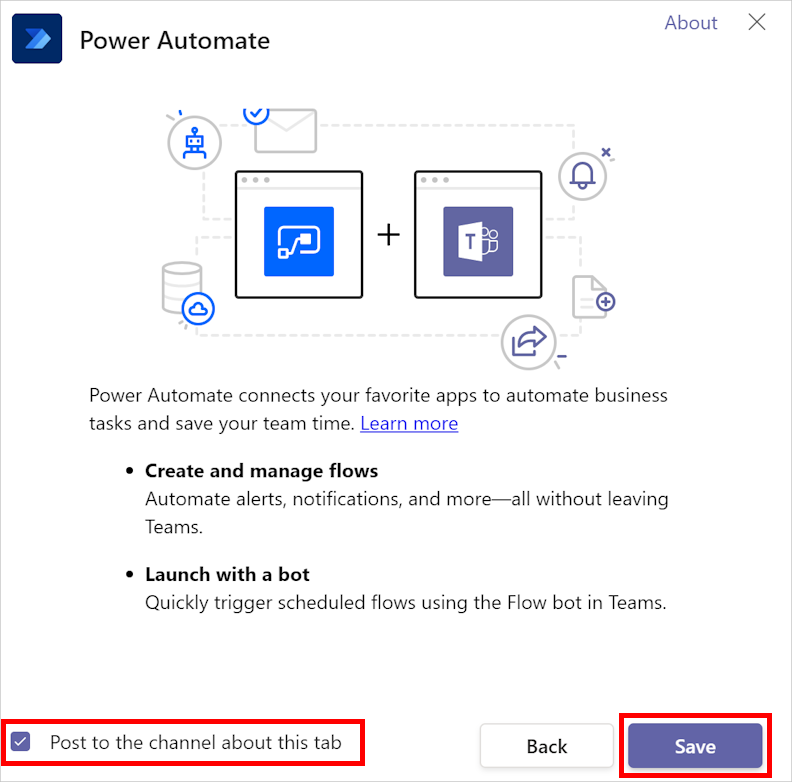 Power Automate
About
T
Power Automate connects your favorite apps to automate business
tasks and save your team time. Learn more
• Create and manage flows
Automate alerts, notifications, and more—all without leaving
Teams.
• Launch with a bot
Quickly trigger scheduled flows using the Flow bot in Teams.
Post to the channel about this tab
Back
Save